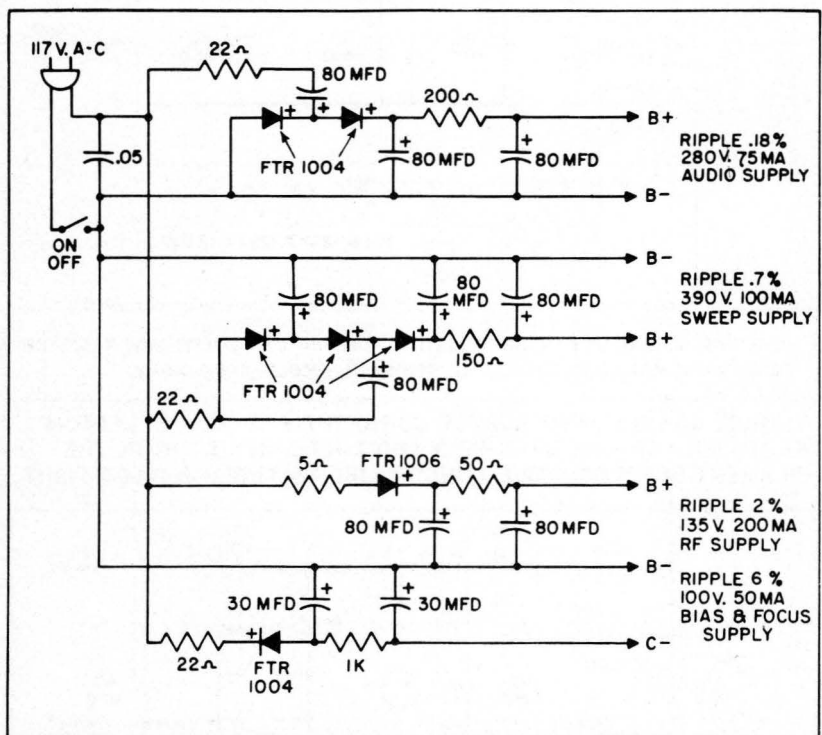 117 V. A-C
22Ω
80 MFD
+
+
+
200Ω
B+
.05
FTR 1004
+
80 MFD
+
80 MFD
RIPPLE .18%
280 V. 75 MA
AUDIO SUPPLY
B-
ON
OFF
B-
80 MFD
+
80
MFD
+
80 MFD
+
RIPPLE .7%
390 V. 100 MA
SWEEP SUPPLY
+
+
+
150Ω
B+
FTR 1004
+
80 MFD
22Ω
5Ω
FTR 1006
+
50Ω
B+
80 MFD
+
+
80 MFD
RIPPLE 2%
135 V. 200 MA
RF SUPPLY
B-
30 MFD
+
+
30 MFD
RIPPLE 6%
100 V. 50 MA
BIAS & FOCUS
SUPPLY
22Ω
+
FTR
1004
1K
C-